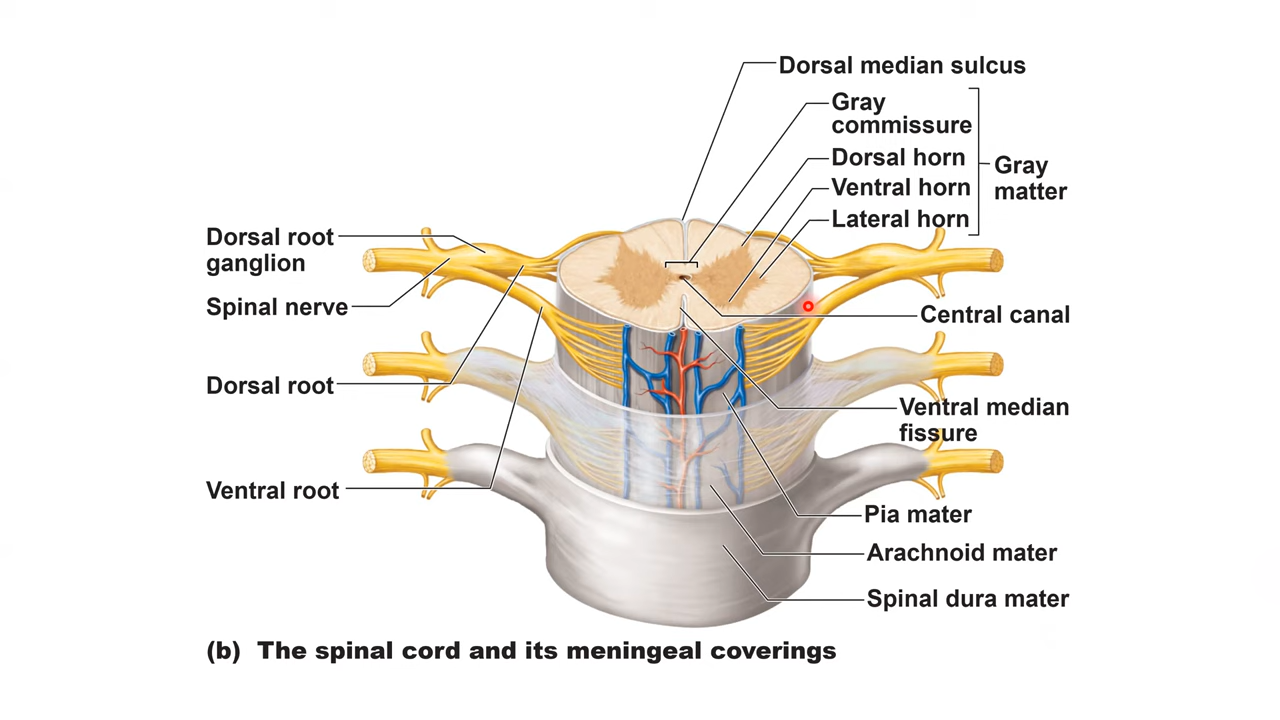 Dorsal median sulcus
Gray
commissure
Dorsal horn
Ventral horn
Lateral horn
Gray
matter
Dorsal root
ganglion
Spinal nerve
Dorsal root
Ventral root
Central canal
Ventral median
fissure
Pia mater
Arachnoid mater
Spinal dura mater
(b) The spinal cord and its meningeal coverings